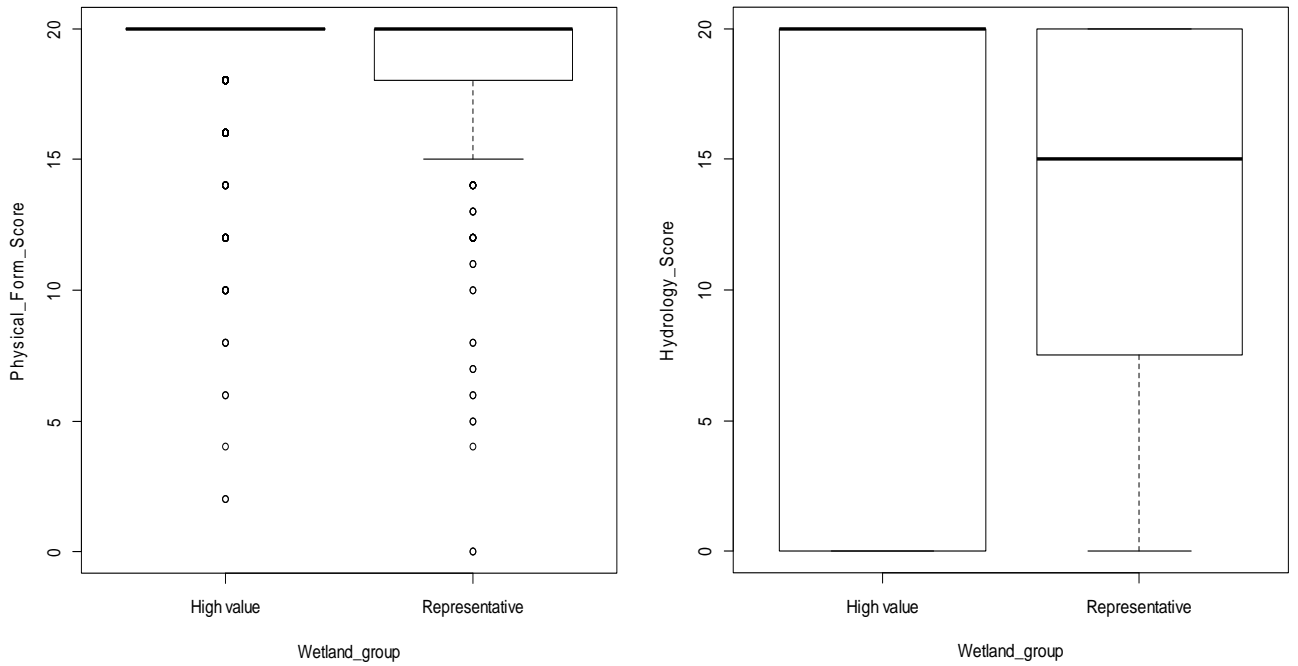 Physical_Form_Score
20
15
10
5
0
High value
Representative
Wetland_group
Hydrology_Score
20
15
10
5
0
High value
Representative
Wetland_group